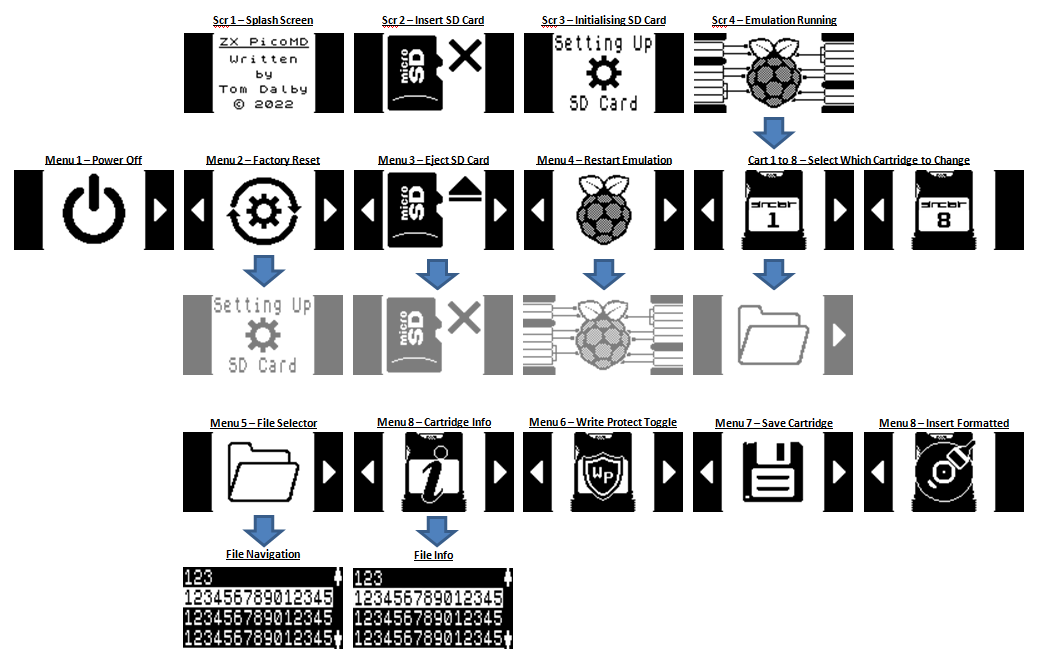 Scr 1 – Splash Screen
Scr 2 – Insert SD Card
Scr 3 – Initialising SD Card
Scr 4 – Emulation Running
ZX PicoMD
Written
by
Tom Dalby
© 2022
micro
SD
Setting Up
SD Card
Menu 1 – Power Off
Menu 2 – Factory Reset
Menu 3 – Eject SD Card
Menu 4 – Restart Emulation
Cart 1 to 8 – Select Which Cartridge to Change
micro
SD
1
8
Setting Up
SD Card
micro
SD
Menu 5 – File Selector
Menu 8 – Cartridge Info
Menu 6 – Write Protect Toggle
Menu 7 – Save Cartridge
Menu 8 – Insert Formatted
i
WP
File Navigation
File Info
123
123456789012345
123456789012345
123456789012345
123
123456789012345
123456789012345
123456789012345